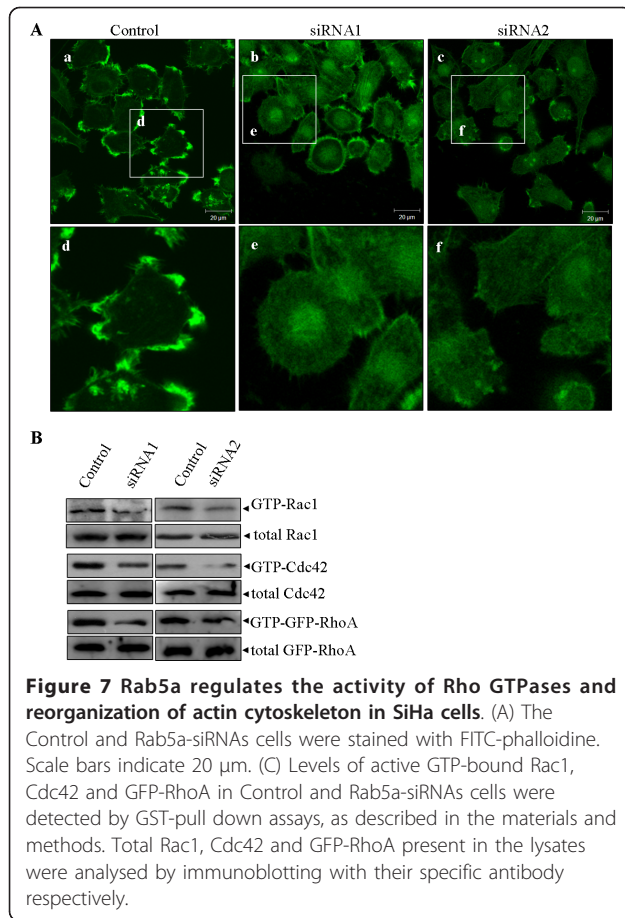 A
Control siRNA1 siRNA2
a b c
d e f
20 µm 20 µm 20 µm
d e f
B
Control siRNA1 Control siRNA2
GTP-Rac1
total Rac1
GTP-Cdc42
total Cdc42
GTP-GFP-RhoA
total GFP-RhoA
Figure 7 Rab5a regulates the activity of Rho GTPases and
reorganization of actin cytoskeleton in SiHa cells. (A) The
Control and Rab5a-siRNAs cells were stained with FITC-phalloidine.
Scale bars indicate 20 μm. (C) Levels of active GTP-bound Rac1,
Cdc42 and GFP-RhoA in Control and Rab5a-siRNAs cells were
detected by GST-pull down assays, as described in the materials and
methods. Total Rac1, Cdc42 and GFP-RhoA present in the lysates
were analysed by immunoblotting with their specific antibody
respectively.